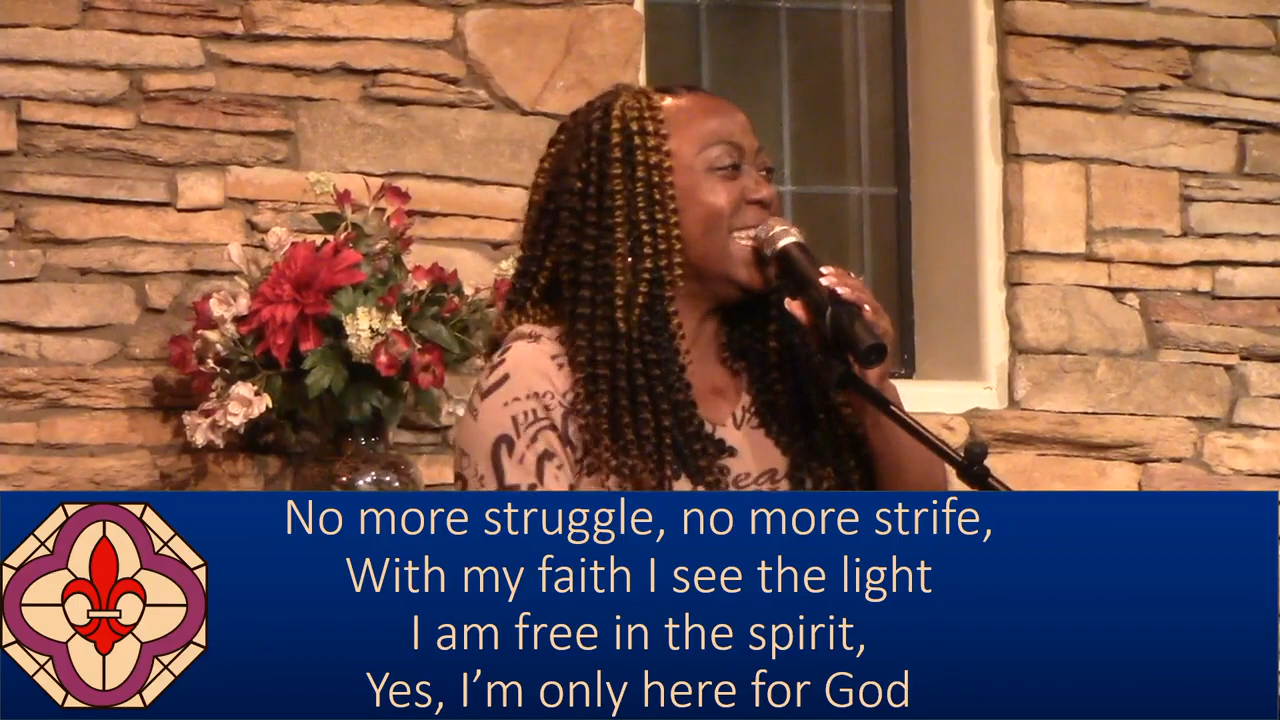 No more struggle, no more strife,
With my faith I see the light
I am free in the spirit,
Yes, I'm only here for God